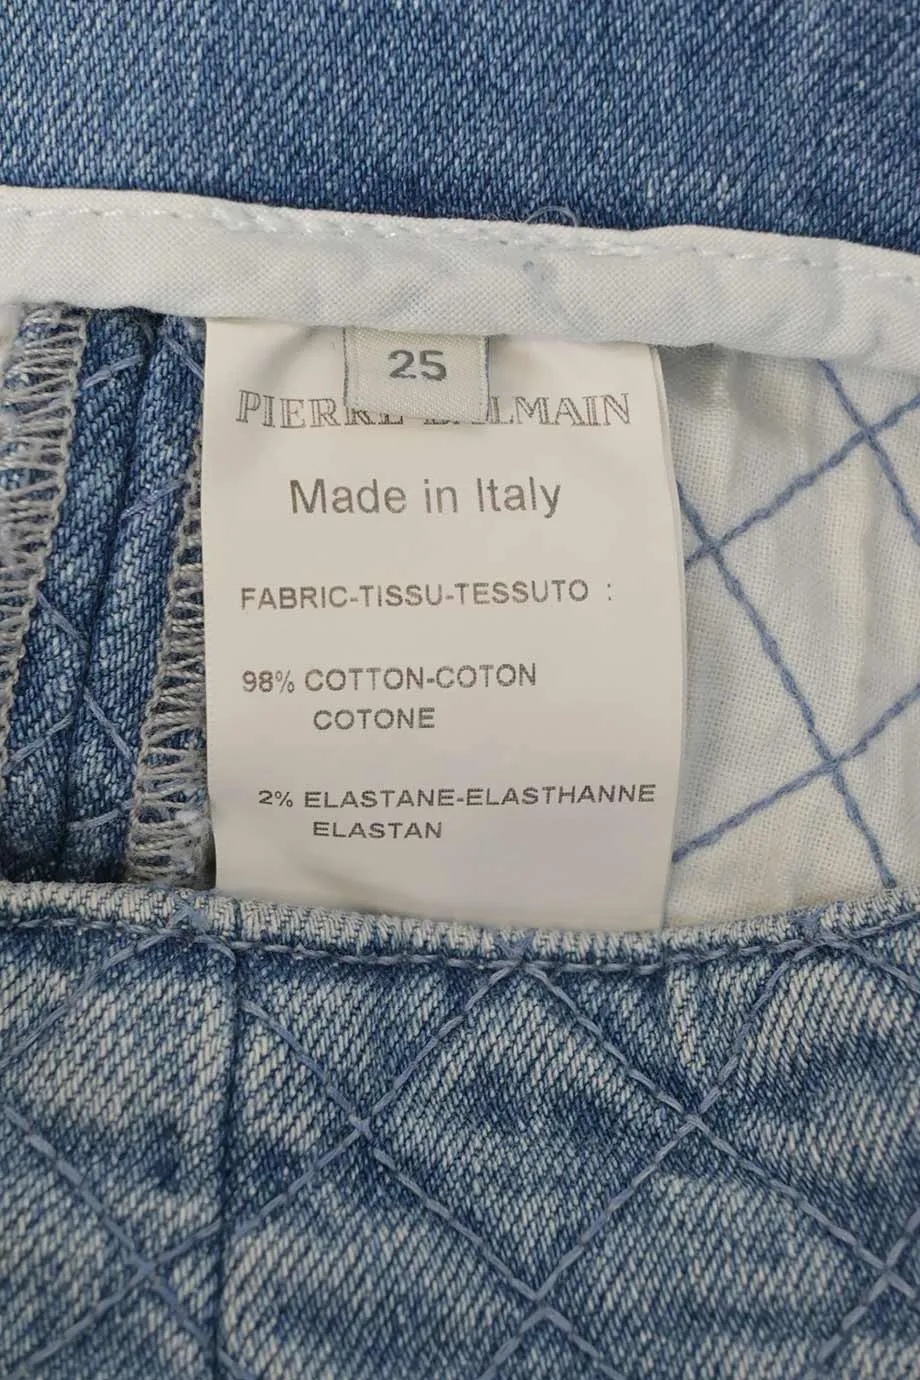 25
PIERRE BALMAIN
Made in Italy
FABRIC-TISSU-TESSUTO :
98% COTTON-COTON
COTONE
2% ELASTANE-ELASTHANNE
ELASTAN